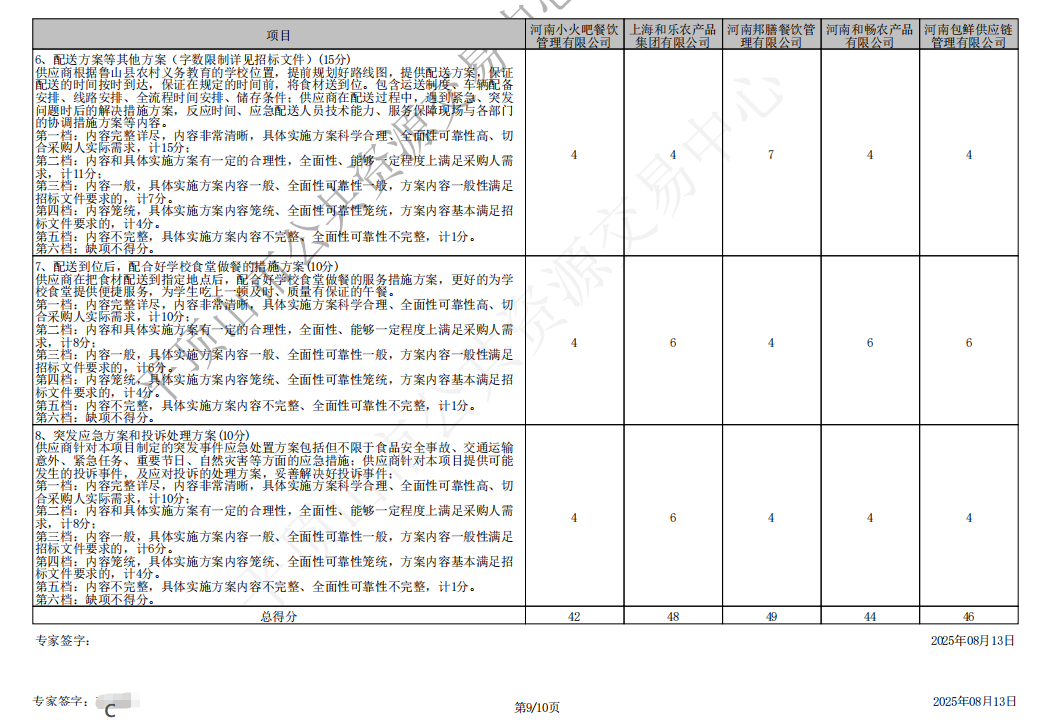 项目 河南小火吧餐饮管理有限公司 上海和乐农产品集团有限公司 河南邦膳餐饮管理有限公司 河南和畅农产品有限公司 河南包鲜供应链管理有限公司
6、配送方案等其他方案（字数限制详见招标文件）(15分)
供应商根据鲁山县农村义务教育的学校位置，提前规划好路线图，提供配送方案，保证
配送的时间按时到达，保证在规定的时间前，将食材送到位。包含运送制度、车辆配备
安排、线路安排、全流程时间安排、储存条件；供应商在配送过程中，遇到紧急、突发
问题时后的解决措施方案，反应时间、应急配送人员技术能力、服务保障现场与各部门
的协调措施方案等内容。
第一档：内容完整详尽，内容非常清晰，具体实施方案科学合理、全面性可靠性高、切
合采购人实际需求，计15分；
第二档：内容和具体实施方案有一定的合理性，全面性、能够一定程度上满足采购人需
求，计11分；
第三档：内容一般，具体实施方案内容一般、全面性可靠性一般，方案内容一般性满足
招标文件要求的，计7分。
第四档：内容笼统，具体实施方案内容笼统、全面性可靠性笼统，方案内容基本满足招
标文件要求的，计4分。
第五档：内容不完整，具体实施方案内容不完整、全面性可靠性不完整，计1分。
第六档：缺项不得分。
4 4 7 4 4
7、配送到位后，配合好学校食堂做餐的措施方案(10分)
供应商在把食材配送到指定地点后，配合好学校食堂做餐的服务措施方案，更好的为学
校食堂提供便捷服务，为学生吃上一顿及时、质量有保证的午餐。
第一档：内容完整详尽，内容非常清晰，具体实施方案科学合理、全面性可靠性高、切
合采购人实际需求，计10分；
第二档：内容和具体实施方案有一定的合理性，全面性、能够一定程度上满足采购人需
求，计8分；
第三档：内容一般，具体实施方案内容一般、全面性可靠性一般，方案内容一般性满足
招标文件要求的，计6分。
第四档：内容笼统，具体实施方案内容笼统、全面性可靠性笼统，方案内容基本满足招
标文件要求的，计4分。
第五档：内容不完整，具体实施方案内容不完整、全面性可靠性不完整，计1分。
第六档：缺项不得分。
4 6 4 6 6
8、突发应急方案和投诉处理方案(10分)
供应商针对本项目制定的突发事件应急处置方案包括但不限于食品安全事故、交通运输
意外、紧急任务、重要节日、自然灾害等方面的应急措施；供应商针对本项目提供可能
发生的投诉事件，及应对投诉的处理方案，妥善解决好投诉事件；
第一档：内容完整详尽，内容非常清晰，具体实施方案科学合理、全面性可靠性高、切
合采购人实际需求，计10分；
第二档：内容和具体实施方案有一定的合理性，全面性、能够一定程度上满足采购人需
求，计8分；
第三档：内容一般，具体实施方案内容一般、全面性可靠性一般，方案内容一般性满足
招标文件要求的，计6分。
第四档：内容笼统，具体实施方案内容笼统、全面性可靠性笼统，方案内容基本满足招
标文件要求的，计4分。
第五档：内容不完整，具体实施方案内容不完整、全面性可靠性不完整，计1分。
第六档：缺项不得分。
4 6 4 4 4
总得分 42 48 49 44 46
专家签字： 2025年08月13日
专家签字： C 2025年08月13日
第9/10页
平顶山市公共资源交易中心
平顶山市公共资源交易中心